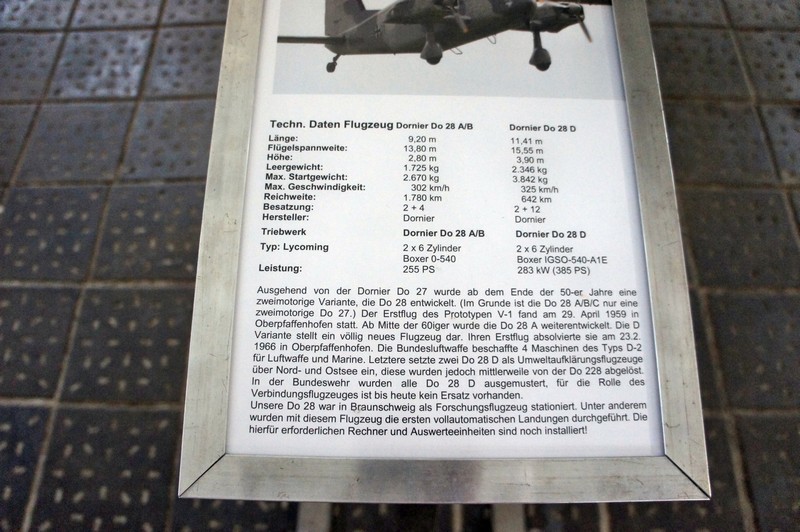 Techn. Daten Flugzeug Dornier Do 28 A/B Dornier Do 28 D
Länge: 9,20 m 11,41 m
Flügelspannweite: 13,80 m 15,55 m
Höhe: 2,80 m 3,90 m
Leergewicht: 1.725 kg 2.346 kg
Max. Startgewicht: 2.670 kg 3.842 kg
Max. Geschwindigkeit: 302 km/h 325 km/h
Reichweite: 1.780 km 642 km
Besatzung: 2 + 4 2 + 12
Hersteller: Dornier Dornier
Triebwerk Dornier Do 28 A/B Dornier Do 28 D
Typ: Lycoming 2 x 6 Zylinder 2 x 6 Zylinder
Boxer 0-540 Boxer IGSO-540-A1E
Leistung: 255 PS 283 kW (385 PS)
Ausgehend von der Dornier Do 27 wurde ab dem Ende der 50-er Jahre eine
zweimotorige Variante, die Do 28 entwickelt. (Im Grunde ist die Do 28 A/B/C nur eine
zweimotorige Do 27.) Der Erstflug des Prototypen V-1 fand am 29. April 1959 in
Oberpfaffenhofen statt. Ab Mitte der 60iger wurde die Do 28 A weiterentwickelt. Die D
Variante stellt ein völlig neues Flugzeug dar. Ihren Erstflug absolvierte sie am 23.2.
1966 in Oberpfaffenhofen. Die Bundesluftwaffe beschaffte 4 Maschinen des Typs D-2
für Luftwaffe und Marine. Letztere setzte zwei Do 28 D als Umweltaufklärungsflugzeuge
über Nord- und Ostsee ein, diese wurden jedoch mittlerweile von der Do 228 abgelöst.
In der Bundeswehr wurden alle Do 28 D ausgemustert, für die Rolle des
Verbindungsflugzeuges ist bis heute kein Ersatz vorhanden.
Unsere Do 28 war in Braunschweig als Forschungsflugzeug stationiert. Unter anderem
wurden mit diesem Flugzeug die ersten vollautomatischen Landungen durchgeführt. Die
hierfür erforderlichen Rechner und Auswerteeinheiten sind noch installiert!